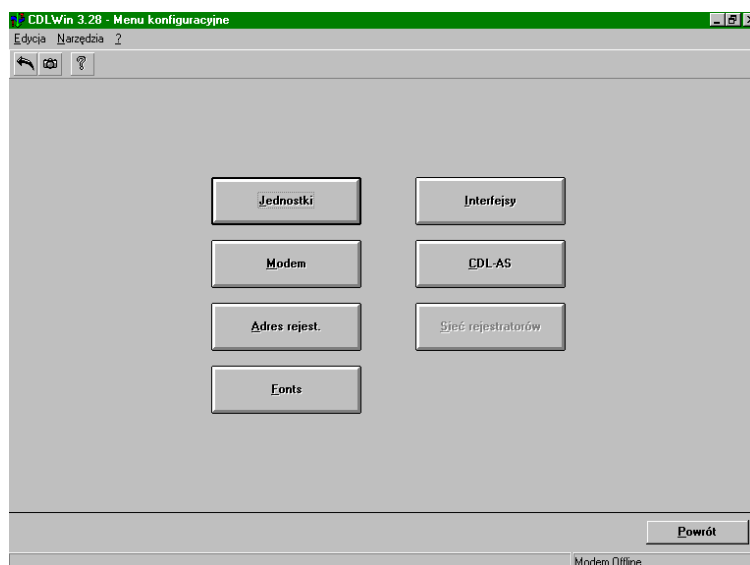 CDLWin 3.28 - Menu konfiguracyjne
Edycja Narzędzia ?
Jednostki Interfejsy
Modem CDL-AS
Adres rejest. Sieć rejestratorów
Fonts
Powrót
Modem Offline